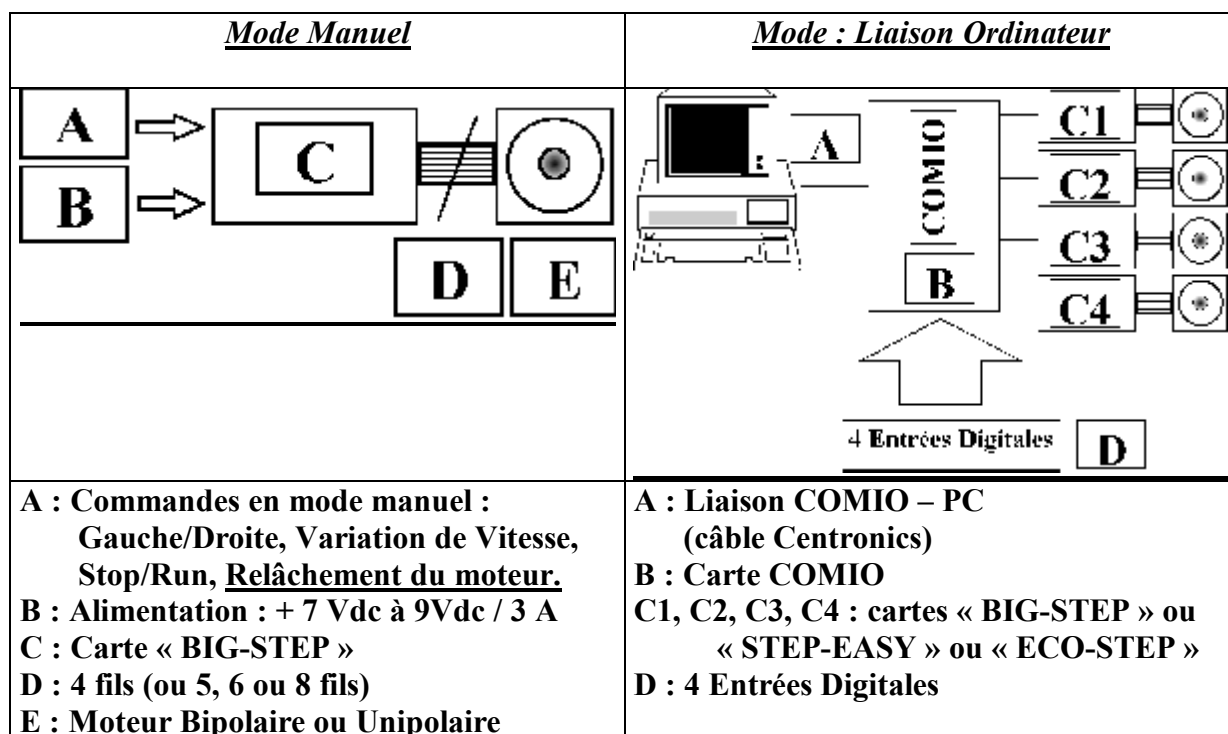 Mode Manuel
Mode : Liaison Ordinateur
A
B
C
D
E
A
COMIO
B
C1
C2
C3
C4
4 Entrées Digitales
D
A : Commandes en mode manuel :
Gauche/Droite, Variation de Vitesse,
Stop/Run, Relâchement du moteur.
B : Alimentation : + 7 Vdc à 9Vdc / 3 A
C : Carte « BIG-STEP »
D : 4 fils (ou 5, 6 ou 8 fils)
E : Moteur Bipolaire ou Unipolaire
A : Liaison COMIO – PC
(câble Centronics)
B : Carte COMIO
C1, C2, C3, C4 : cartes « BIG-STEP » ou
« STEP-EASY » ou « ECO-STEP »
D : 4 Entrées Digitales